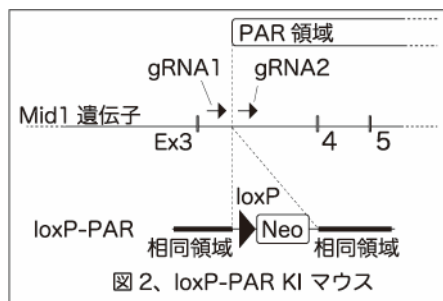 PAR 領域
gRNA1 gRNA2
Mid1 遺伝子
Ex3 4 5
loxP
loxP-PAR Neo
相同領域 相同領域
図 2、loxP-PAR KI マウス